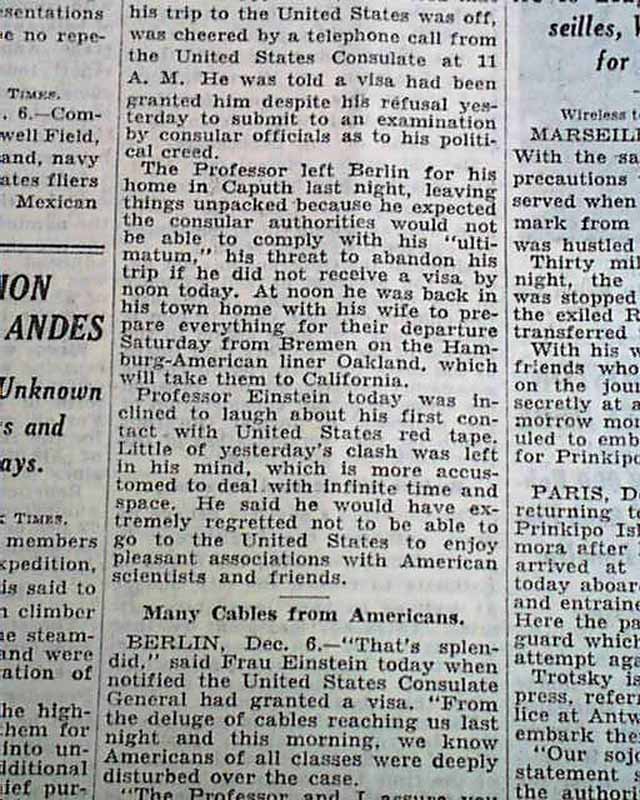 esentations
e no repe-
TIMES.
6.—Com-
well Field,
and, navy
ates fliers
Mexican
ION
ANDES
Unknown
s and
ays.
TIMES.
members
xpedition,
is said to
n climber
e steam-
and were
ration of
he high-
hem for
into un-
dditional
ief pur-
his trip to the United States was off,
was cheered by a telephone call from
the United States Consulate at 11
A. M. He was told a visa had been
granted him despite his refusal yes-
terday to submit to an examination
by consular officials as to his politi-
cal creed.
The Professor left Berlin for his
home in Caputh last night, leaving
things unpacked because he expected
the consular authorities would not
be able to comply with his "ulti-
matum," his threat to abandon his
trip if he did not receive a visa by
noon today. At noon he was back in
his town home with his wife to pre-
pare everything for their departure
Saturday from Bremen on the Ham-
burg-American liner Oakland, which
will take them to California.
Professor Einstein today was in-
clined to laugh about his first con-
tact with United States red tape.
Little of yesterday's clash was left
in his mind, which is more accus-
tomed to deal with infinite time and
space. He said he would have ex-
tremely regretted not to be able to
go to the United States to enjoy
pleasant associations with American
scientists and friends.
Many Cables from Americans.
BERLIN, Dec. 6.—"That's splen-
did," said Frau Einstein today when
notified the United States Consulate
General had granted a visa. "From
the deluge of cables reaching us last
night and this morning, we know
Americans of all classes were deeply
disturbed over the case.
"The Professor and I assure you
seilles,
for
Wireless to
MARSEILL
With the sa
precautions
served when
mark from
was hustled
Thirty mil
night, the
was stopped
the exiled R
transferred
With his w
friends who
on the jou
secretly at a
morrow mor
uled to emb
for Prinkipo
PARIS, D
returning to
Prinkipo Isl
mora after
arrived at
today aboar
and entrain
Here the pa
guard which
attempt aga
Trotsky is
press, refer
lice at Antw
embark the
"Our sojo
statement
the authori